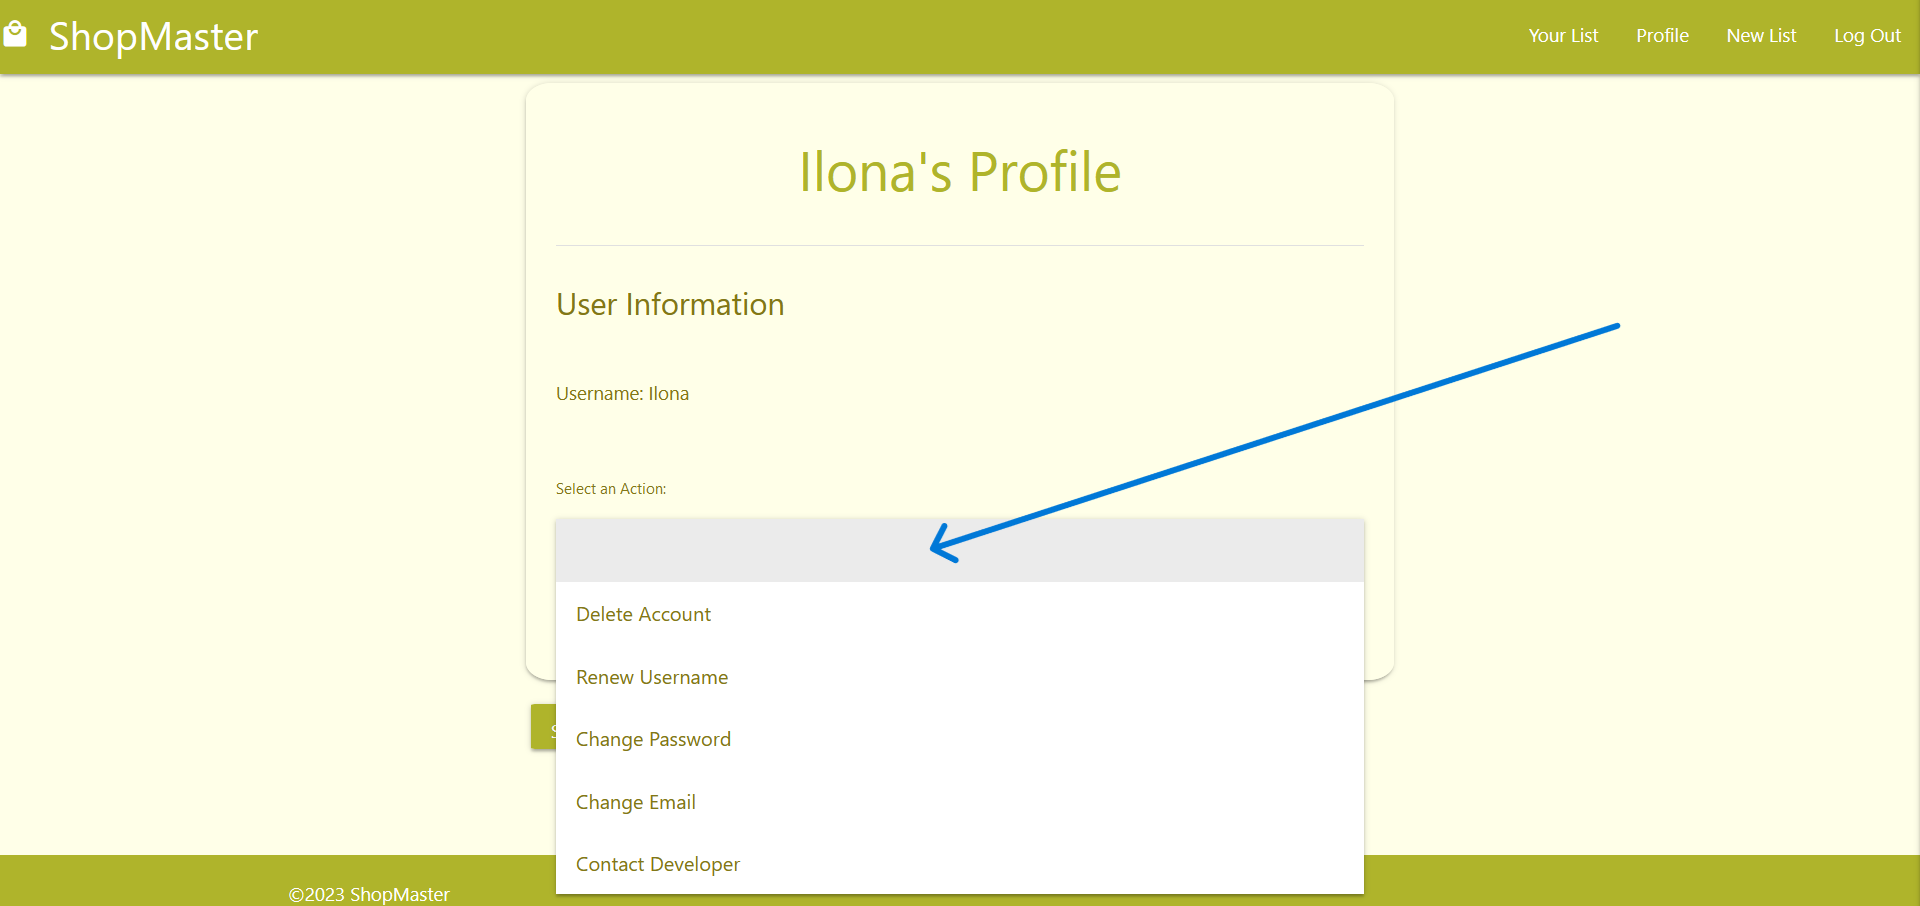 ShopMaster
Your List
Profile
New List
Log Out
Ilona's Profile
User Information
Username: Ilona
Select an Action:
Delete Account
Renew Username
Change Password
Change Email
Contact Developer
©2023 ShopMaster